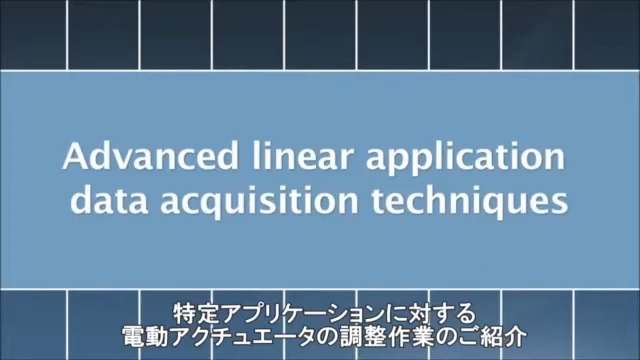 Advanced linear application
data acquisition techniques
特定アプリケーションに対する
電動アクチュエータの調整作業のご紹介